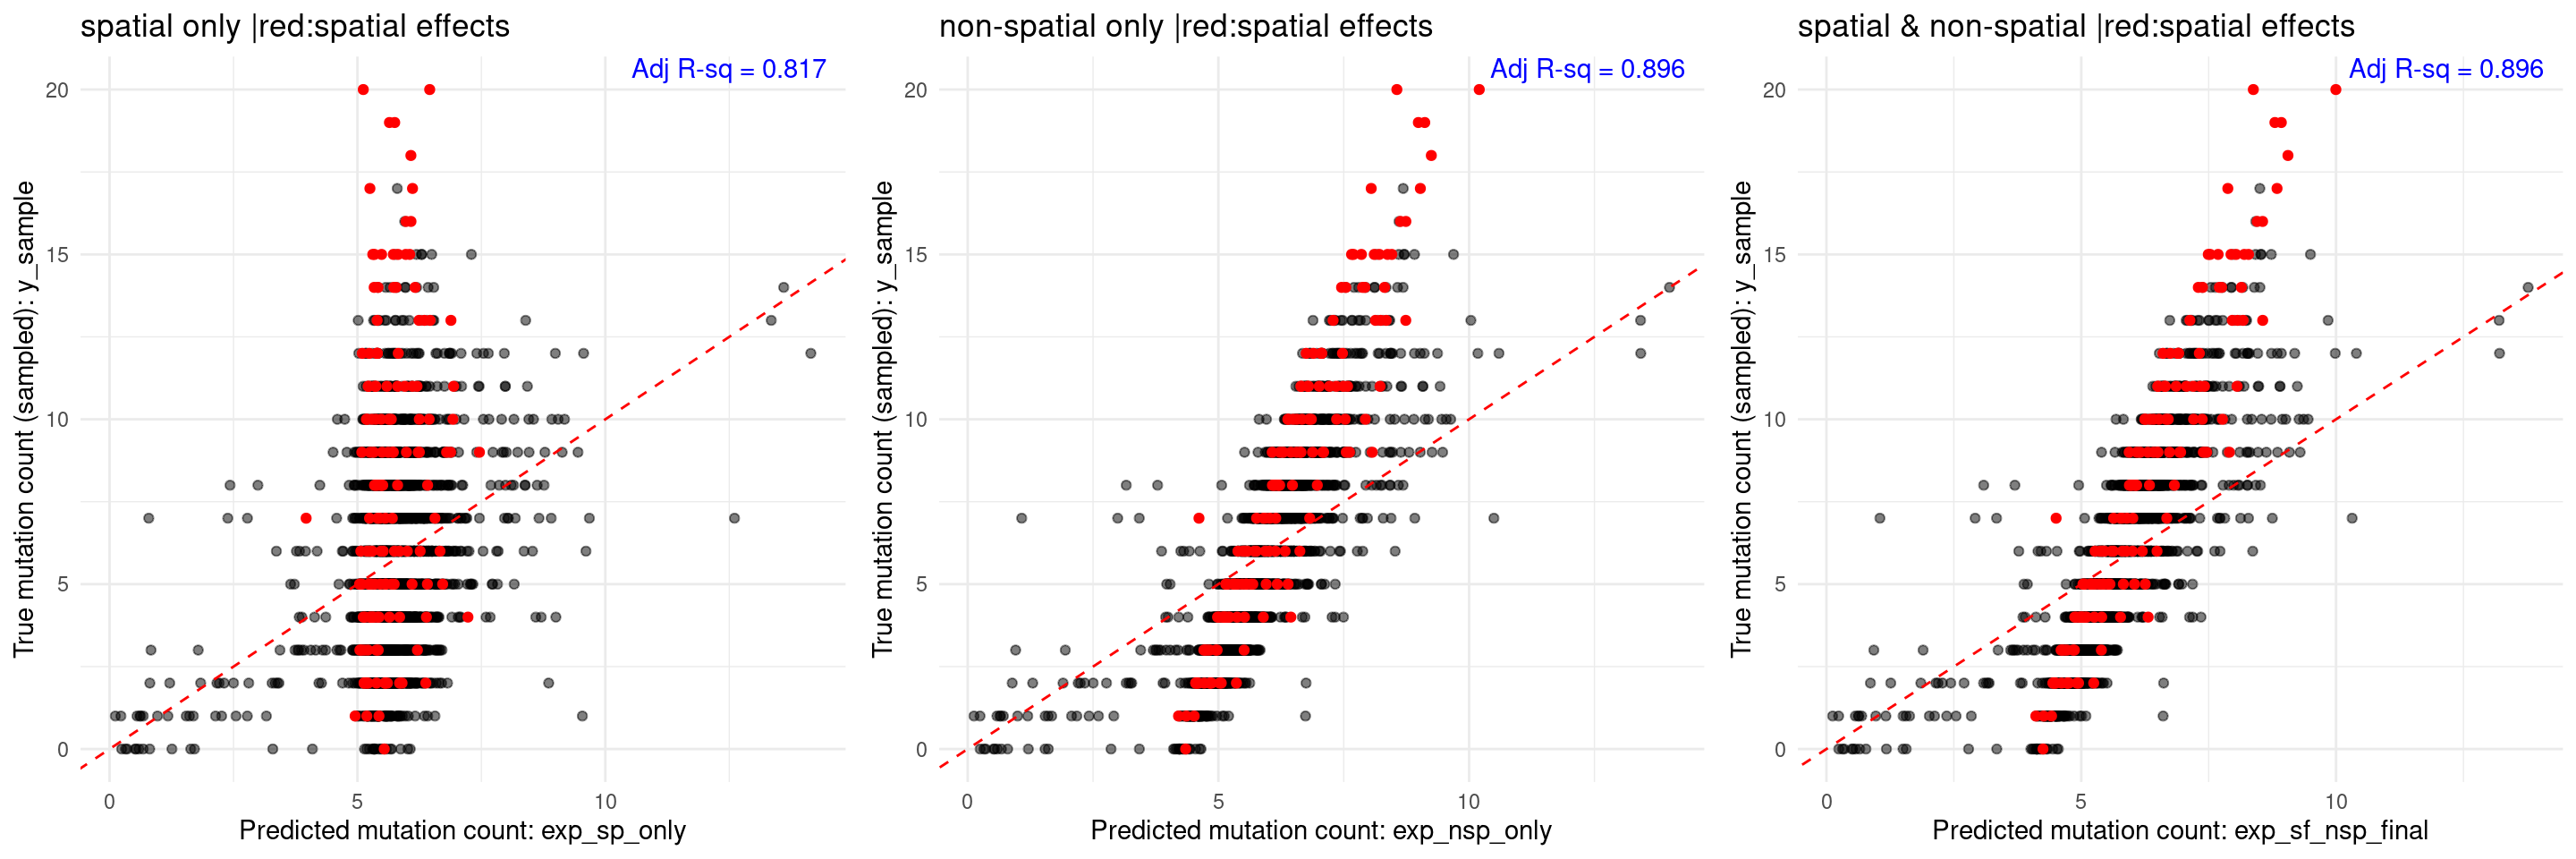 spatial only |red:spatial effects
Adj R-sq = 0.817
True mutation count (sampled): y_sample
20
15
10
5
0
0 5 10
Predicted mutation count: exp_sp_only
non-spatial only |red:spatial effects
Adj R-sq = 0.896
True mutation count (sampled): y_sample
20
15
10
5
0
0 5 10
Predicted mutation count: exp_nsp_only
spatial & non-spatial |red:spatial effects
Adj R-sq = 0.896
True mutation count (sampled): y_sample
20
15
10
5
0
0 5 10
Predicted mutation count: exp_sf_nsp_final